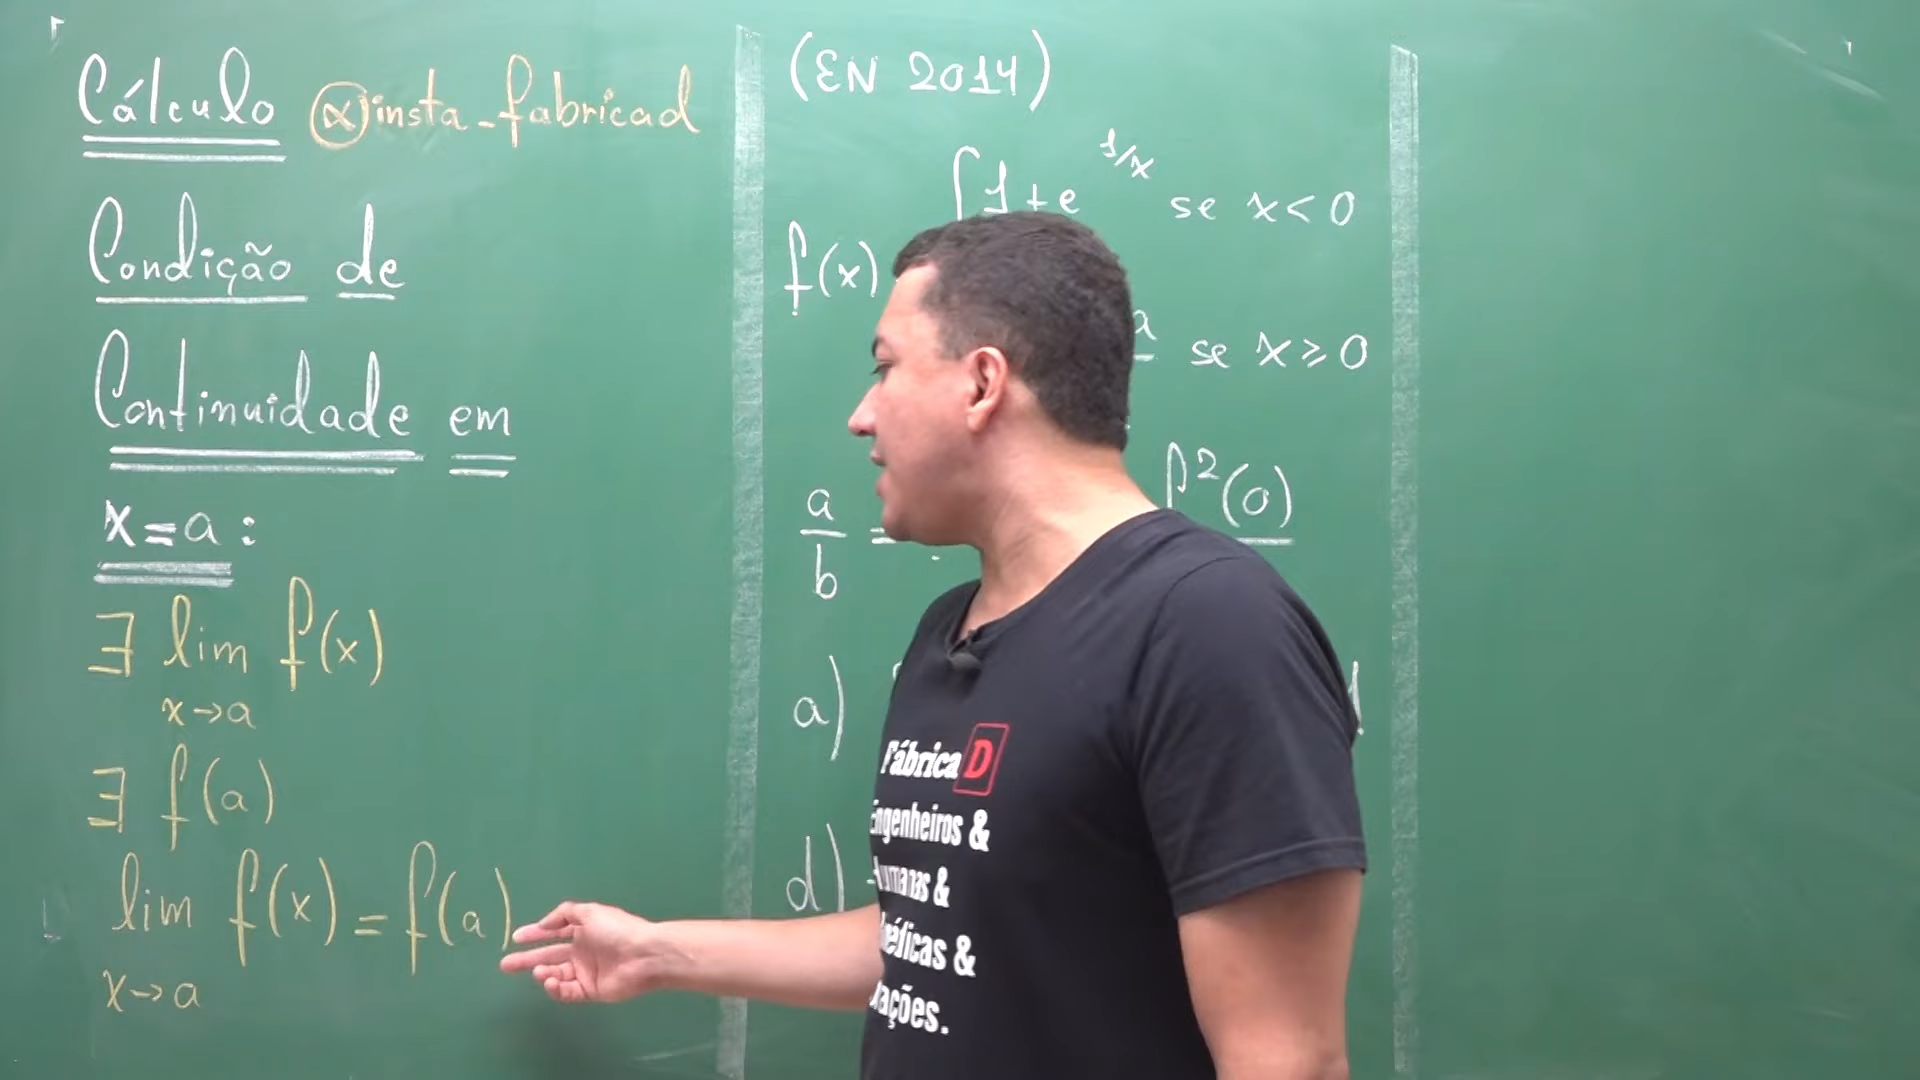 Cálculo @insta_fabricad
Condição de
Continuidade em
x=a:
∃ lim f(x)
x→a
∃ f(a)
lim f(x) = f(a)
x→a
(EN 2014)
1+e^1/x se x<0
f(x)
a se x≥0
a/b = f²(0)
a)
d)
Fábrica D
Engenheiros &
Humanas &
ações.